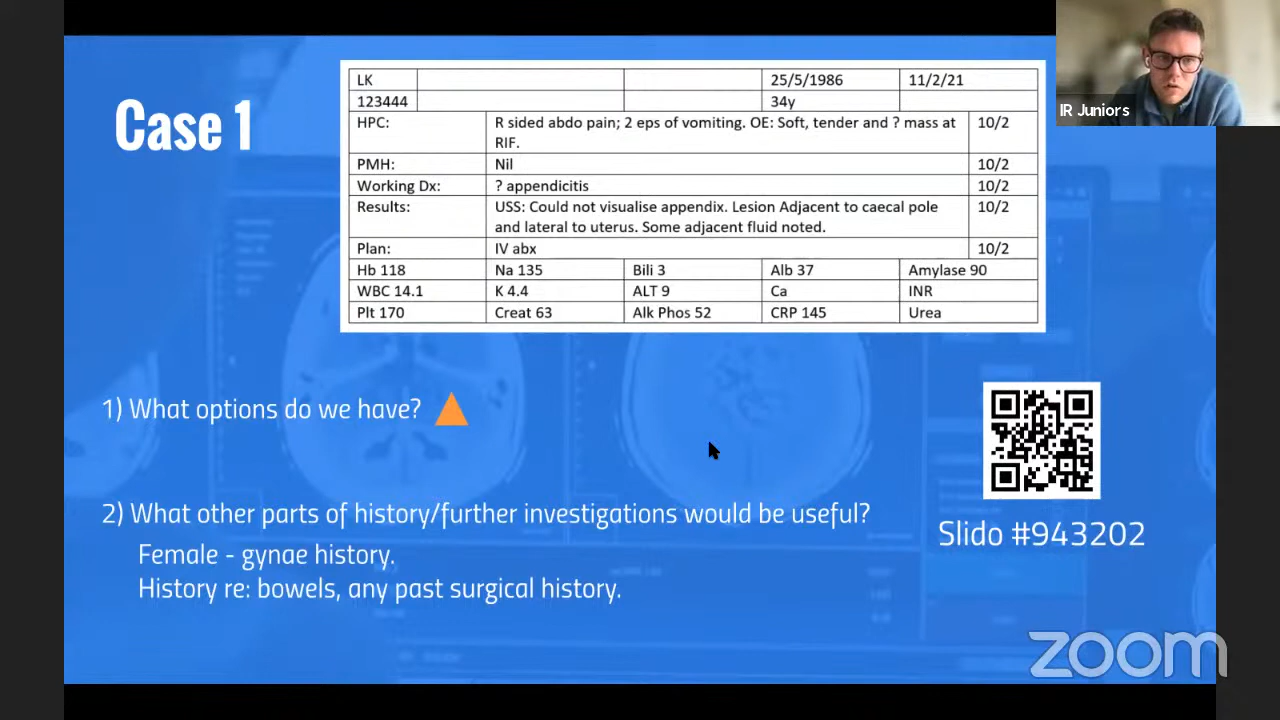 Case 1
LK 25/5/1986 11/2/21
123444 34y
HPC: R sided abdo pain; 2 eps of vomiting. OE: Soft, tender and ? mass at 10/2
RIF.
PMH: Nil 10/2
Working Dx: ? appendicitis 10/2
Results: USS: Could not visualise appendix. Lesion Adjacent to caecal pole 10/2
and lateral to uterus. Some adjacent fluid noted.
Plan: IV abx 10/2
Hb 118 Na 135 Bili 3 Alb 37 Amylase 90
WBC 14.1 K 4.4 ALT 9 Ca INR
Plt 170 Creat 63 Alk Phos 52 CRP 145 Urea
IR Juniors
1) What options do we have?
2) What other parts of history/further investigations would be useful?
Female - gynae history.
History re: bowels, any past surgical history.
Slido #943202
zoom